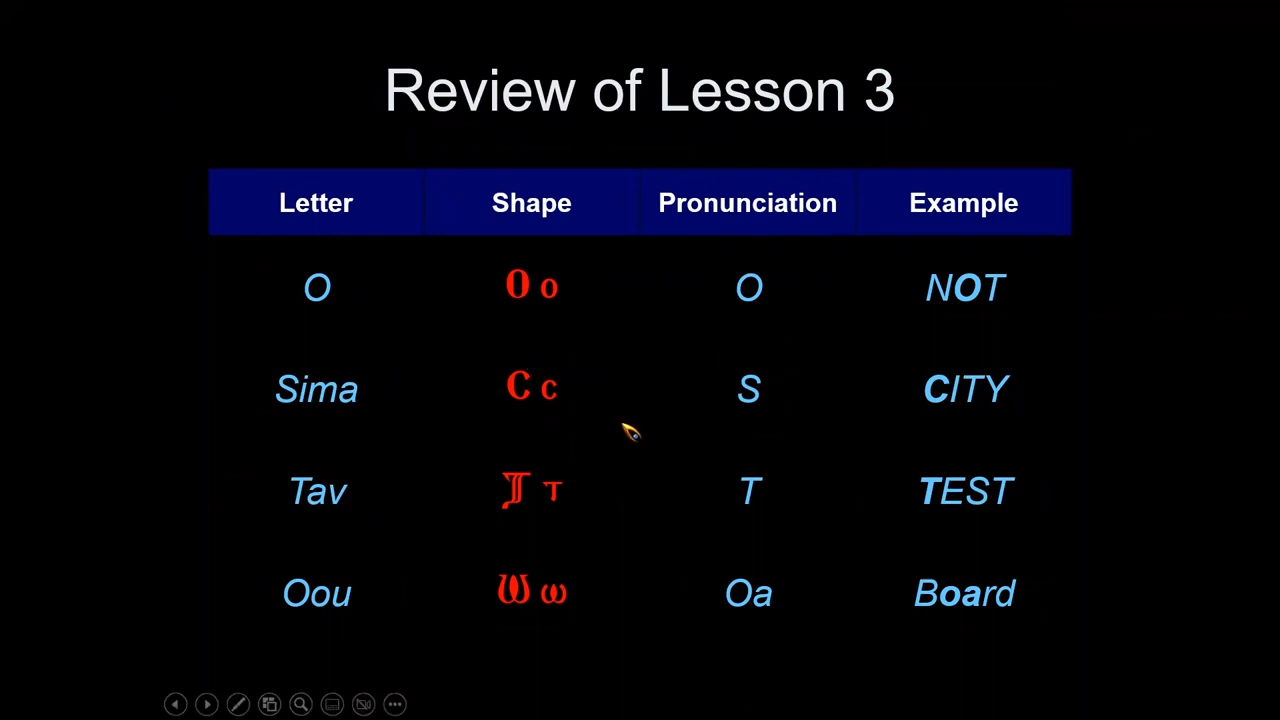 Review of Lesson 3
Letter Shape Pronunciation Example
O Ⲟ ⲟ O NOT
Sima Ⲥ ⲥ S CITY
Tav Ⲧ ⲧ T TEST
Oou Ⲱ ⲱ Oa Board